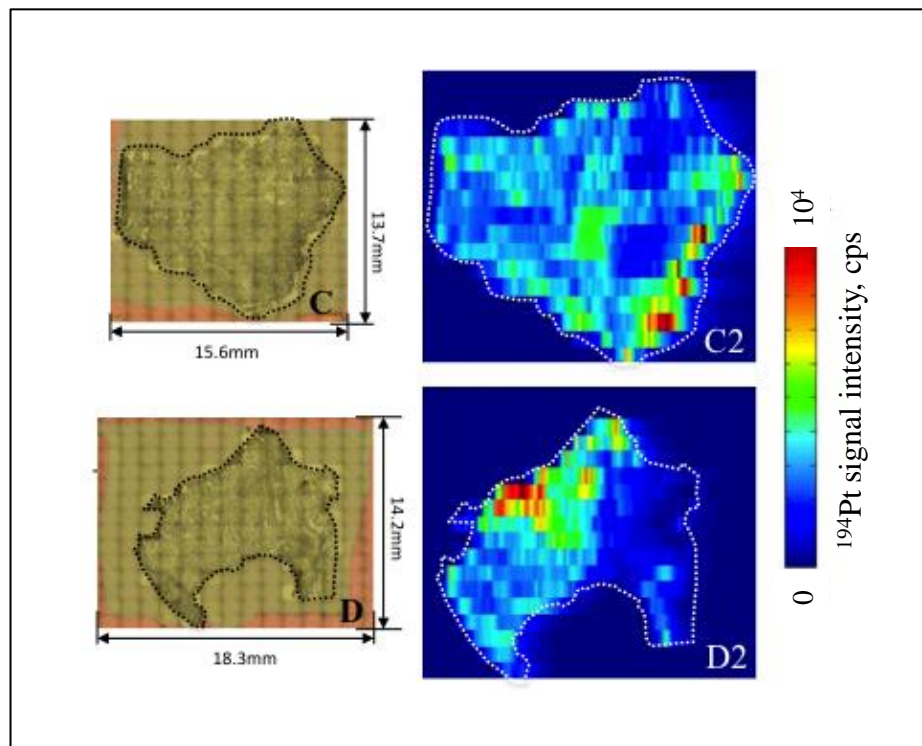 C
13.7mm
15.6mm
C2
D
14.2mm
18.3mm
D2
10⁴
¹⁹⁴Pt signal intensity, cps
0